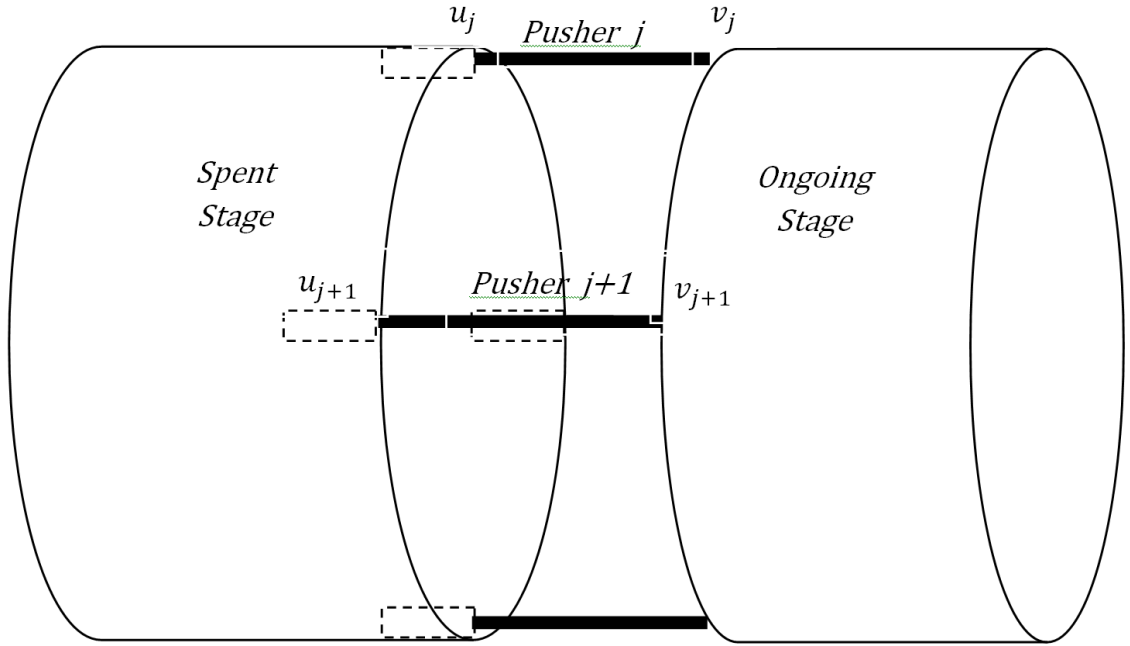 u_j
v_j
Pusher j
Spent
Stage
Ongoing
Stage
u_{j+1}
Pusher j+1
v_{j+1}